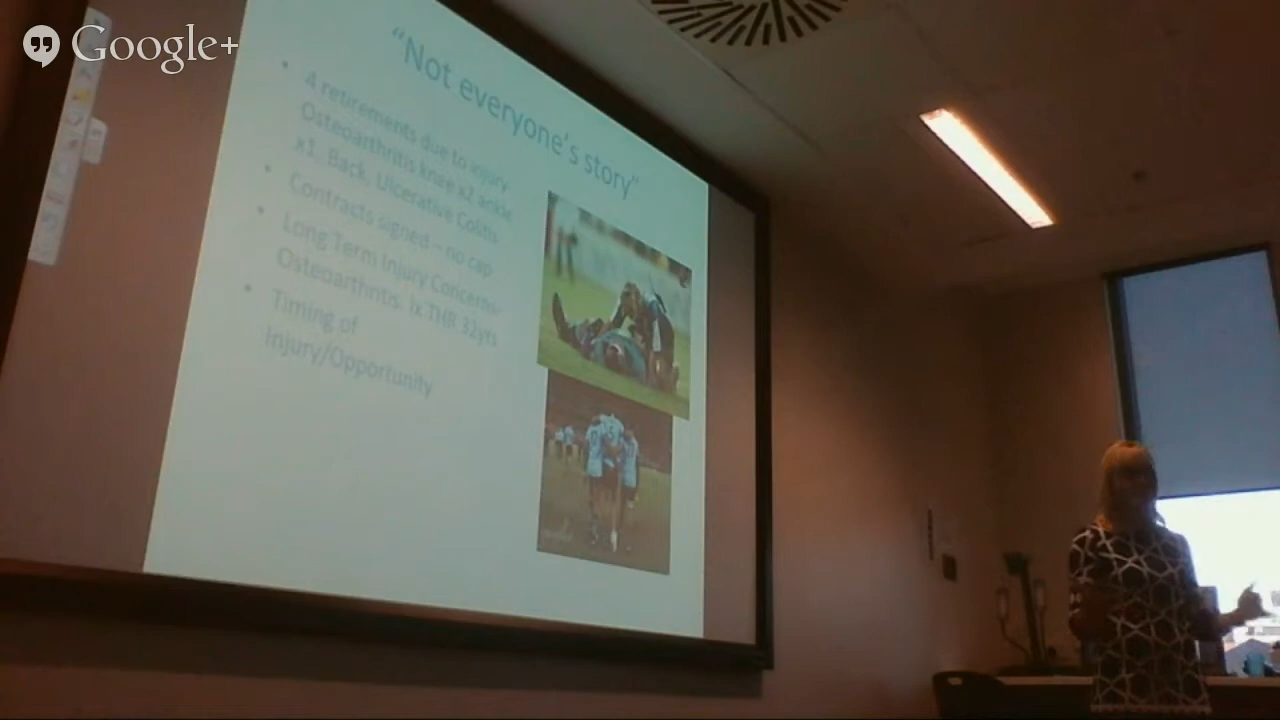 Google+
“Not everyone’s story”
• 4 retirements due to injury
Osteoarthritis knee x2 ankle
x1. Back, Ulcerative Colitis
• Contracts signed – no cap
• Long Term Injury Concerns-
Osteoarthritis. Ix THR 32yrs
• Timing of
Injury/Opportunity